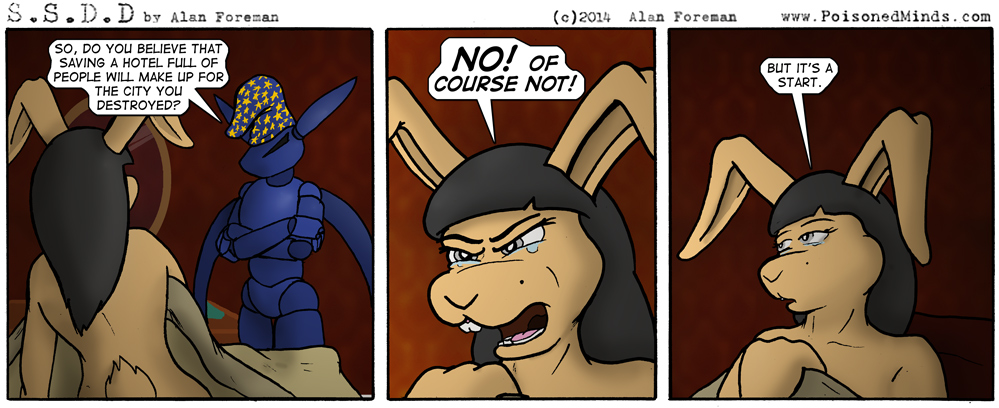 S.S.D.D by Alan Foreman (c)2014 Alan Foreman www.PoisonedMinds.com
SO, DO YOU BELIEVE THAT
SAVING A HOTEL FULL OF
PEOPLE WILL MAKE UP FOR
THE CITY YOU
DESTROYED?
NO! OF
COURSE NOT!
BUT IT'S A
START.